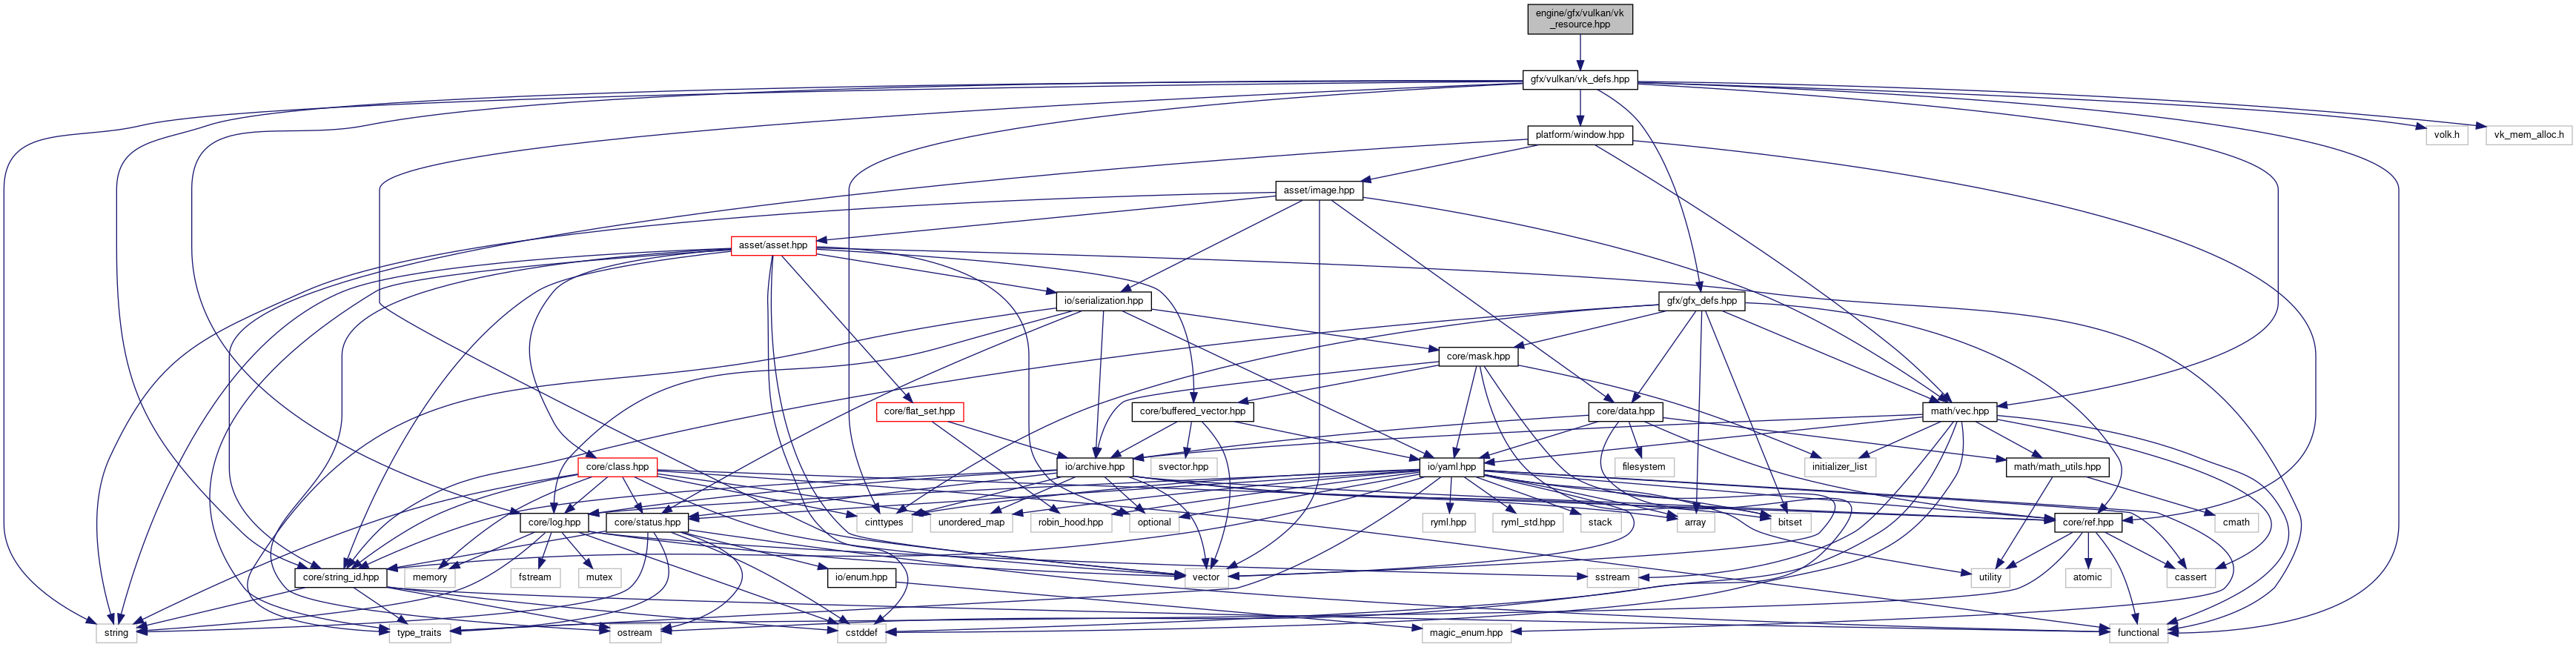 engine/gfx/vulkan/vk
_resource.hpp
gfx/vulkan/vk_defs.hpp
platform/window.hpp
volk.h
vk_mem_alloc.h
asset/image.hpp
asset/asset.hpp
io/serialization.hpp
gfx/gfx_defs.hpp
core/mask.hpp
core/flat_set.hpp
core/buffered_vector.hpp
core/data.hpp
math/vec.hpp
core/class.hpp
io/archive.hpp
svector.hpp
io/yaml.hpp
filesystem
initializer_list
math/math_utils.hpp
core/log.hpp
core/status.hpp
cinttypes
unordered_map
robin_hood.hpp
optional
ryml.hpp
ryml_std.hpp
stack
array
bitset
core/ref.hpp
cmath
core/string_id.hpp
memory
fstream
mutex
io/enum.hpp
sstream
vector
utility
atomic
cassert
string
type_traits
ostream
cstddef
magic_enum.hpp
functional